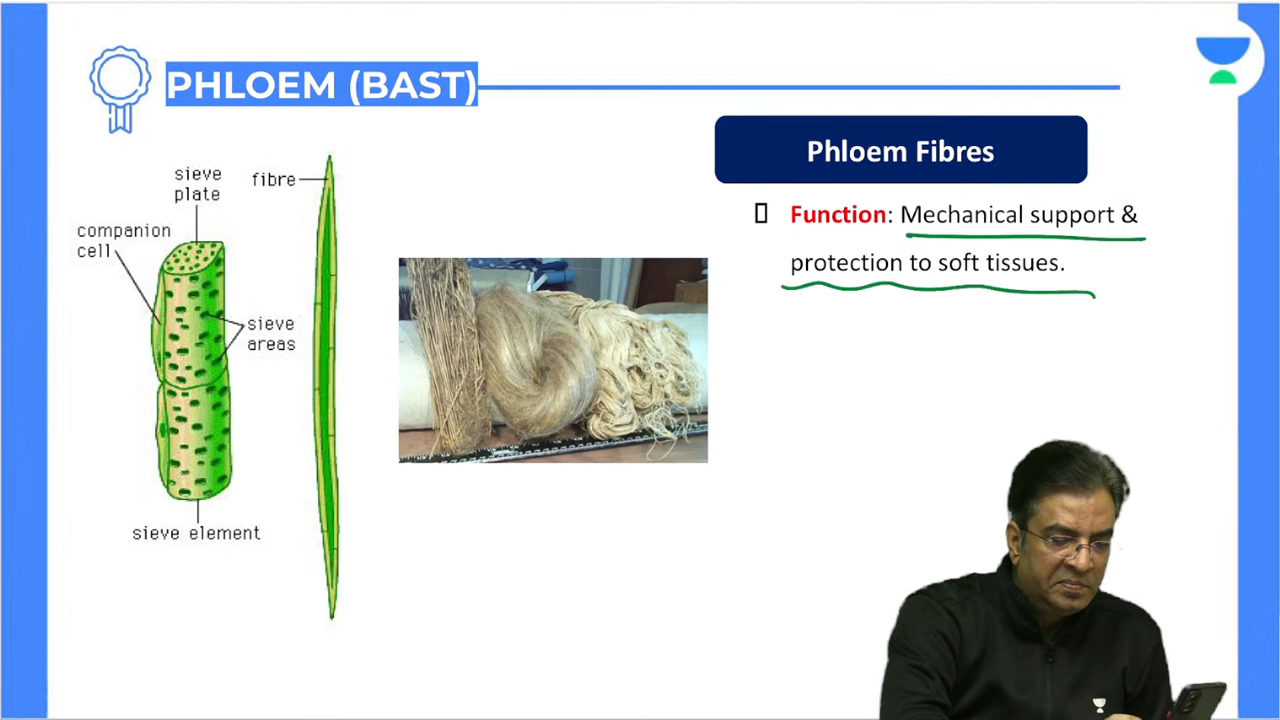 PHLOEM (BAST)
Phloem Fibres
Function: Mechanical support &
protection to soft tissues.
sieve
plate
fibre
companion
cell
sieve
areas
sieve element